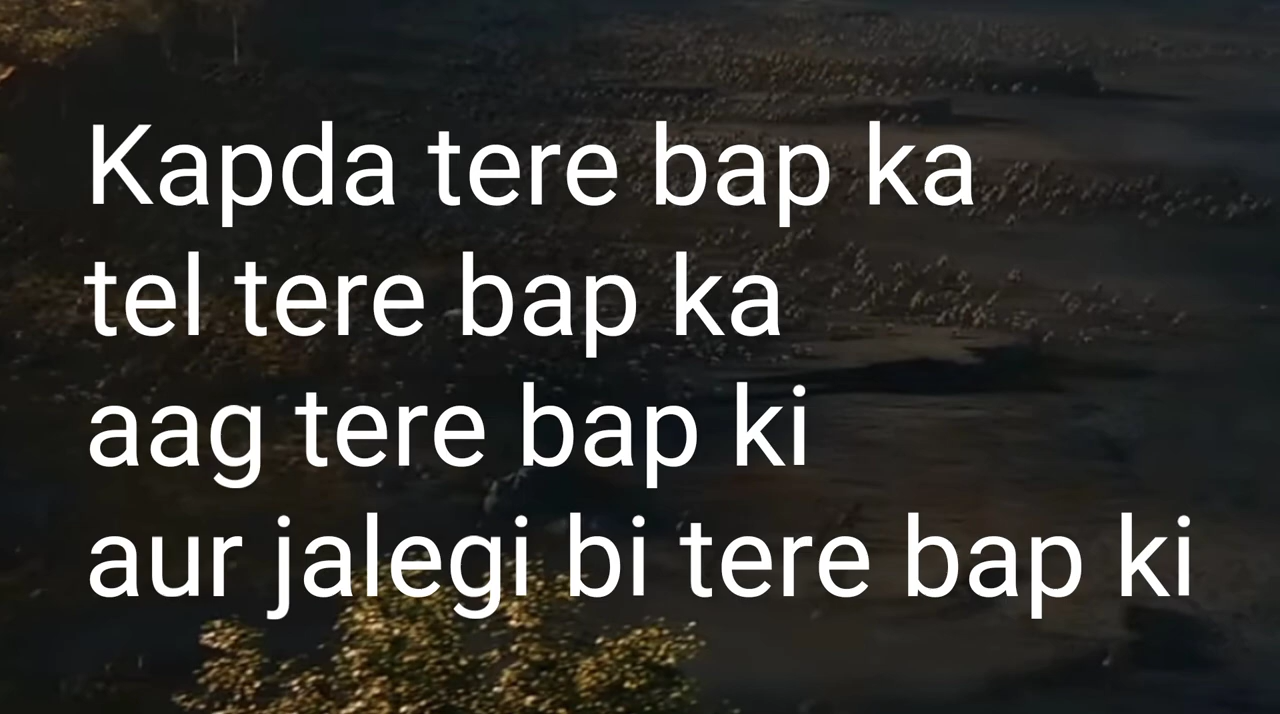 Kapda tere bap ka
tel tere bap ka
aag tere bap ki
aur jalegi bi tere bap ki